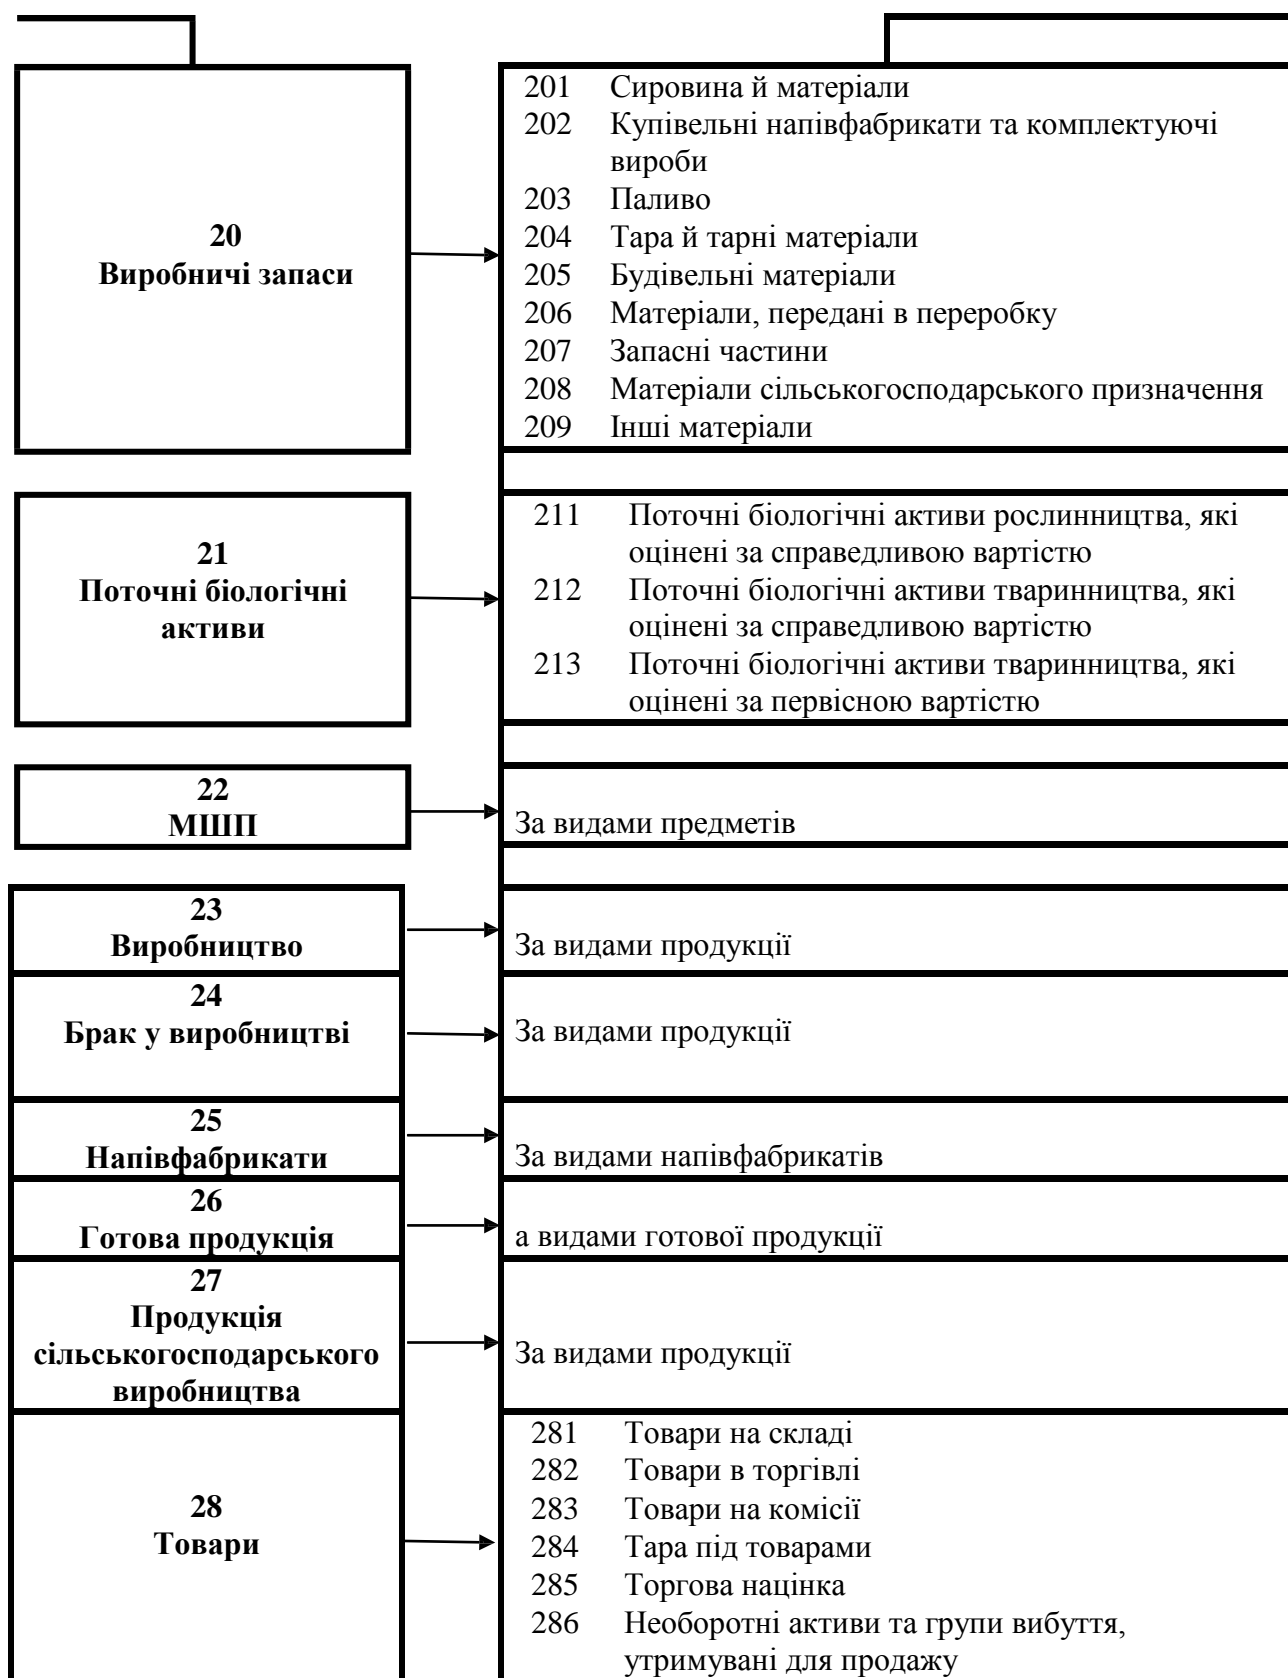 20
Виробничі запаси
201 Сировина й матеріали
202 Купівельні напівфабрикати та комплектуючі
вироби
203 Паливо
204 Тара й тарні матеріали
205 Будівельні матеріали
206 Матеріали, передані в переробку
207 Запасні частини
208 Матеріали сільськогосподарського призначення
209 Інші матеріали
21
Поточні біологічні
активи
211 Поточні біологічні активи рослинництва, які
оцінені за справедливою вартістю
212 Поточні біологічні активи тваринництва, які
оцінені за справедливою вартістю
213 Поточні біологічні активи тваринництва, які
оцінені за первісною вартістю
22
МШП
За видами предметів
23
Виробництво
За видами продукції
24
Брак у виробництві
За видами продукції
25
Напівфабрикати
За видами напівфабрикатів
26
Готова продукція
а видами готової продукції
27
Продукція
сільськогосподарського
виробництва
За видами продукції
28
Товари
281 Товари на складі
282 Товари в торгівлі
283 Товари на комісії
284 Тара під товарами
285 Торгова націнка
286 Необоротні активи та групи вибуття,
утримувані для продажу